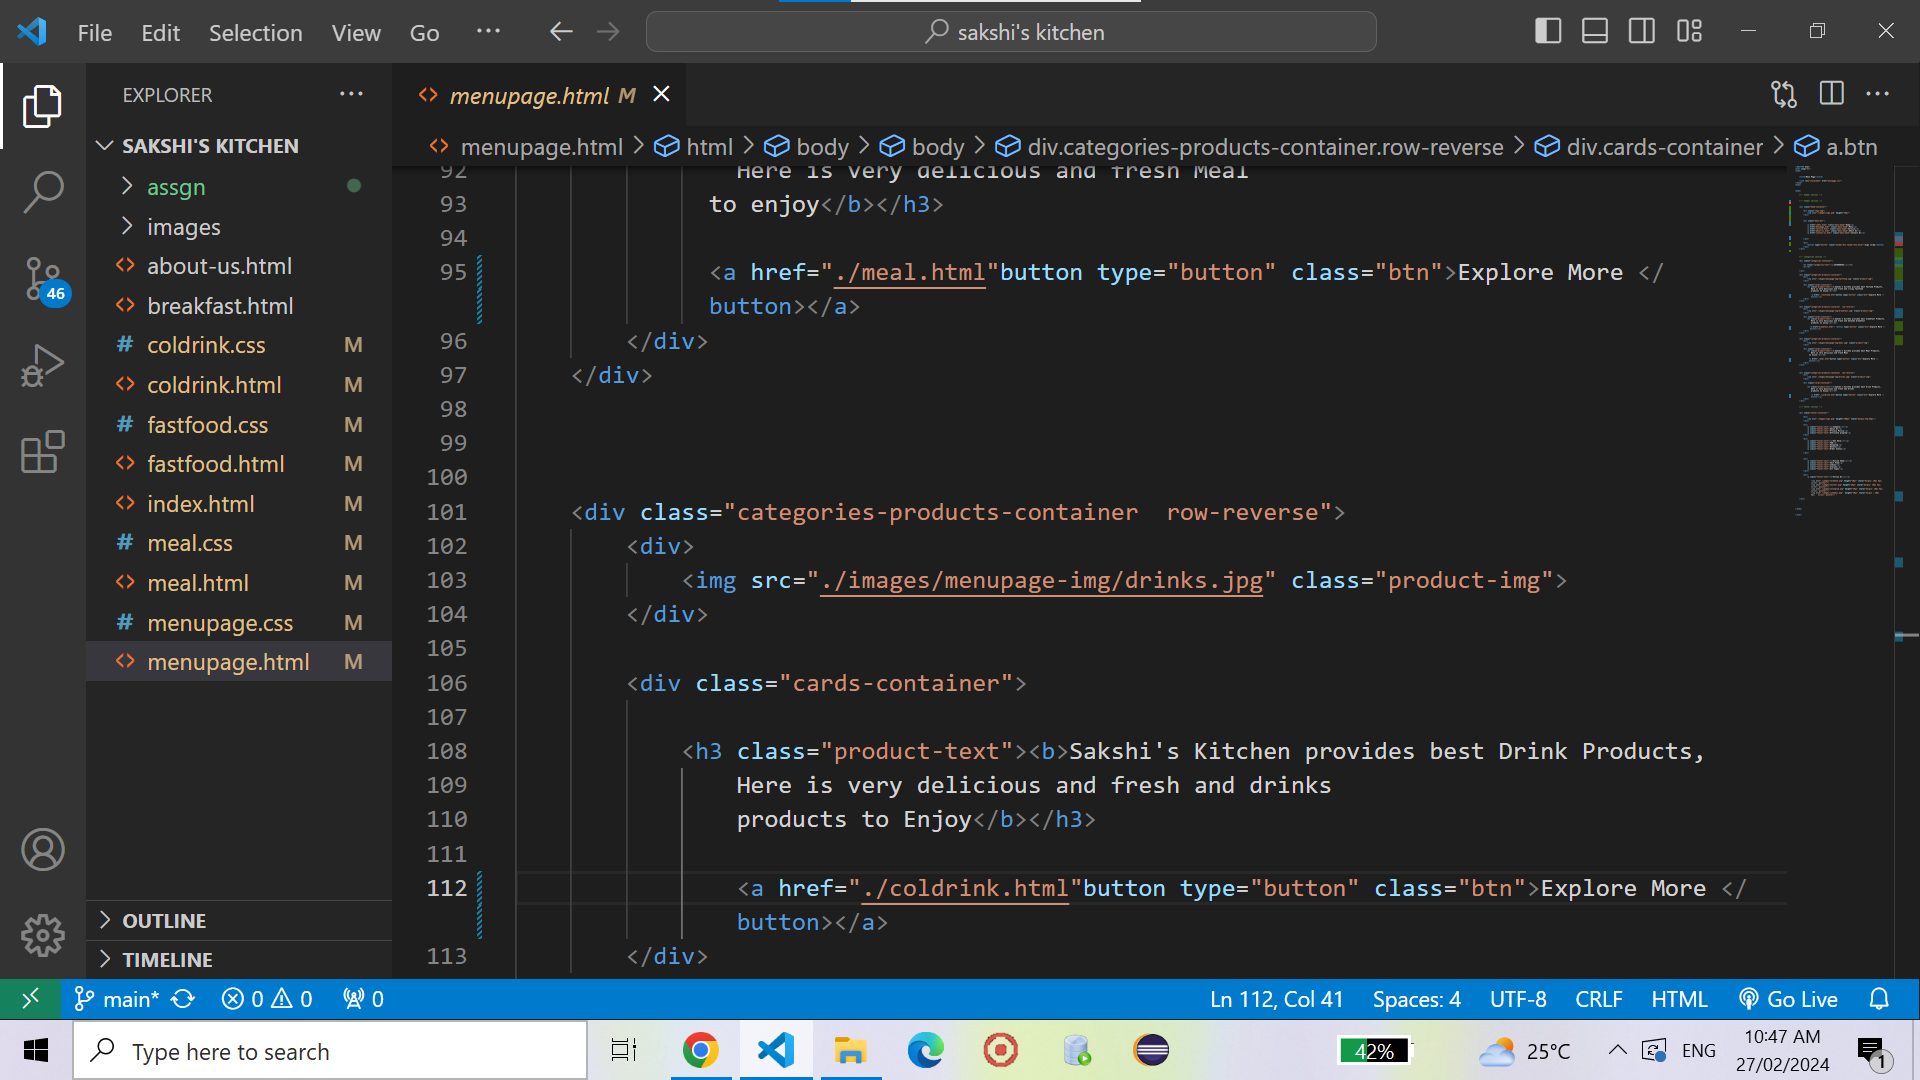 File Edit Selection View Go ··· sakshi's kitchen
EXPLORER ···
menupage.html M
SAKSHI'S KITCHEN
menupage.html > html > body > body > div.categories-products-container.row-reverse > div.cards-container > a.btn
assgn
images
about-us.html
breakfast.html
coldrink.css M
coldrink.html M
fastfood.css M
fastfood.html M
index.html M
meal.css M
meal.html M
menupage.css M
menupage.html M
OUTLINE
TIMELINE
46
92 Here is very delicious and fresh Meal
93 to enjoy</b></h3>
94
95 <a href="./meal.html"button type="button" class="btn">Explore More </
button></a>
96 </div>
97 </div>
98
99
100
101 <div class="categories-products-container  row-reverse">
102 <div>
103 <img src="./images/menupage-img/drinks.jpg" class="product-img">
104 </div>
105
106 <div class="cards-container">
107
108 <h3 class="product-text"><b>Sakshi's Kitchen provides best Drink Products,
109 Here is very delicious and fresh and drinks
110 products to Enjoy</b></h3>
111
112 <a href="./coldrink.html"button type="button" class="btn">Explore More </
button></a>
113 </div>
main* 0 0 0 Ln 112, Col 41 Spaces: 4 UTF-8 CRLF HTML Go Live
Type here to search 42% 25°C ENG 10:47 AM
27/02/2024 1